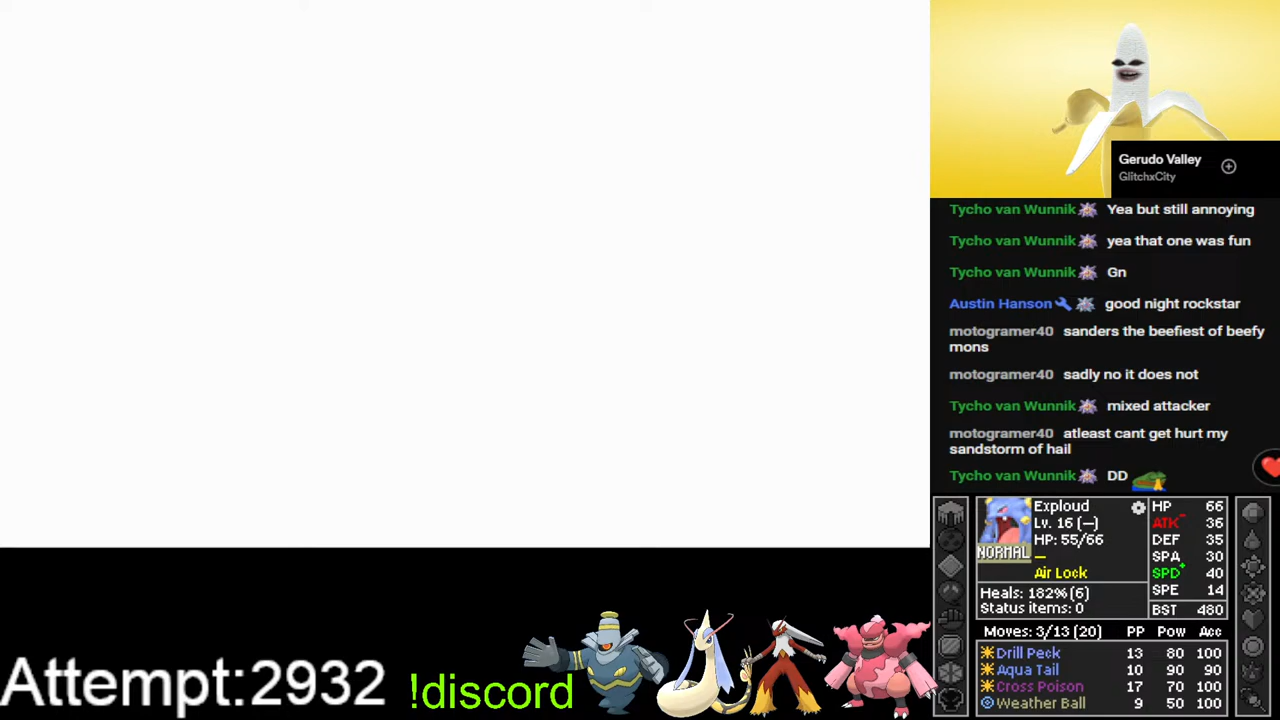 Gerudo Valley
GlitchxCity
Tycho van Wunnik Yea but still annoying
Tycho van Wunnik yea that one was fun
Tycho van Wunnik Gn
Austin Hanson good night rockstar
motogramer40 sanders the beefiest of beefy
mons
motogramer40 sadly no it does not
Tycho van Wunnik mixed attacker
motogramer40 atleast cant get hurt my
sandstorm of hail
Tycho van Wunnik DD
Exploud
Lv. 16 (—)
HP: 55/66
NORMAL
—
Air Lock
Heals: 182% (6)
Status items: 0
HP 66
ATK 36
DEF 35
SPA 30
SPD 40
SPE 14
BST 480
Moves: 3/13 (20) PP Pow Acc
Drill Peck 13 80 100
Aqua Tail 10 90 90
Cross Poison 17 70 100
Weather Ball 9 50 100
Attempt:2932
!discord